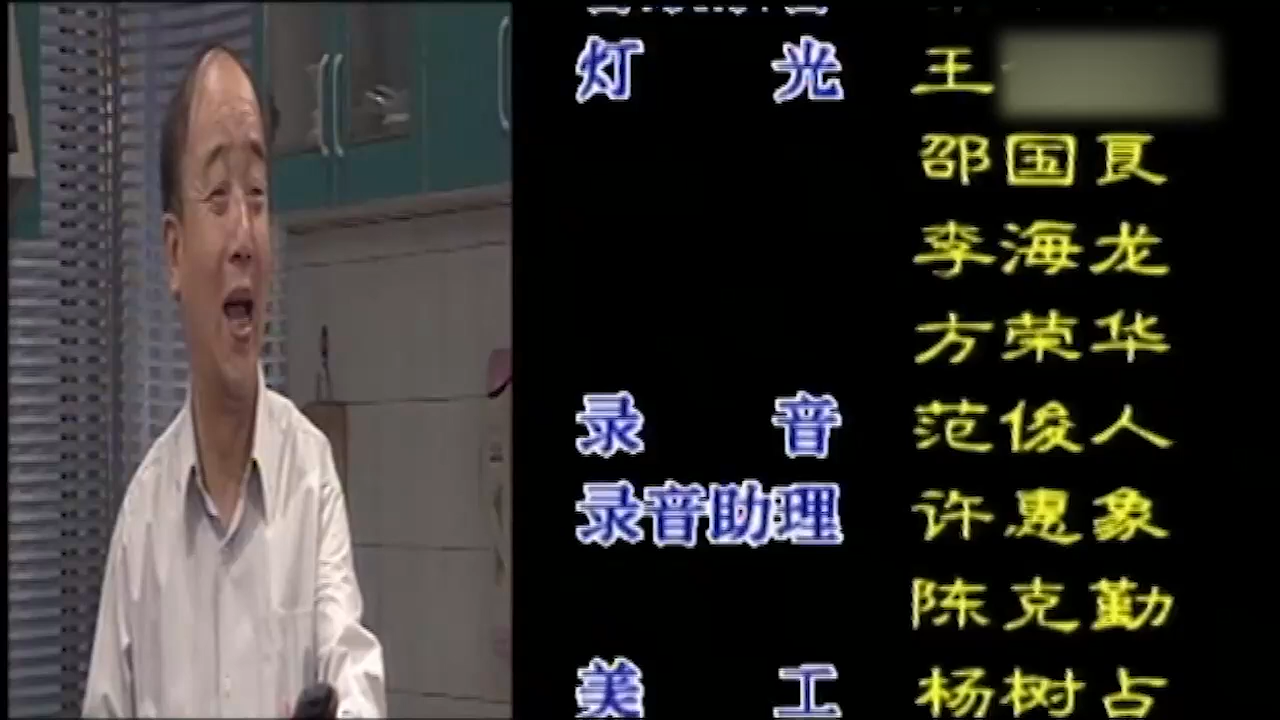 灯光 王
邵国良
李海龙
方荣华
录音 范俊人
录音助理 许惠象
陈克勤
美工 杨树占